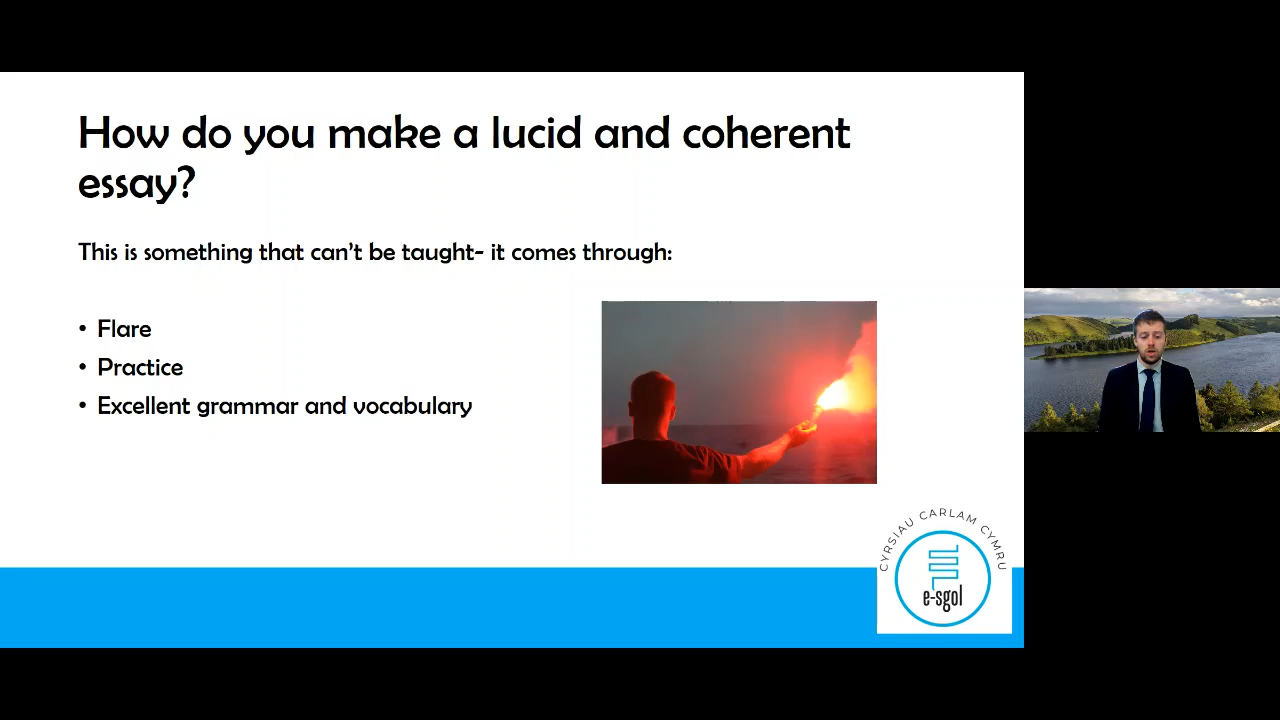 How do you make a lucid and coherent
essay?
This is something that can't be taught- it comes through:
• Flare
• Practice
• Excellent grammar and vocabulary
CYRSIAU CARLAM CYMRU
e-sgol